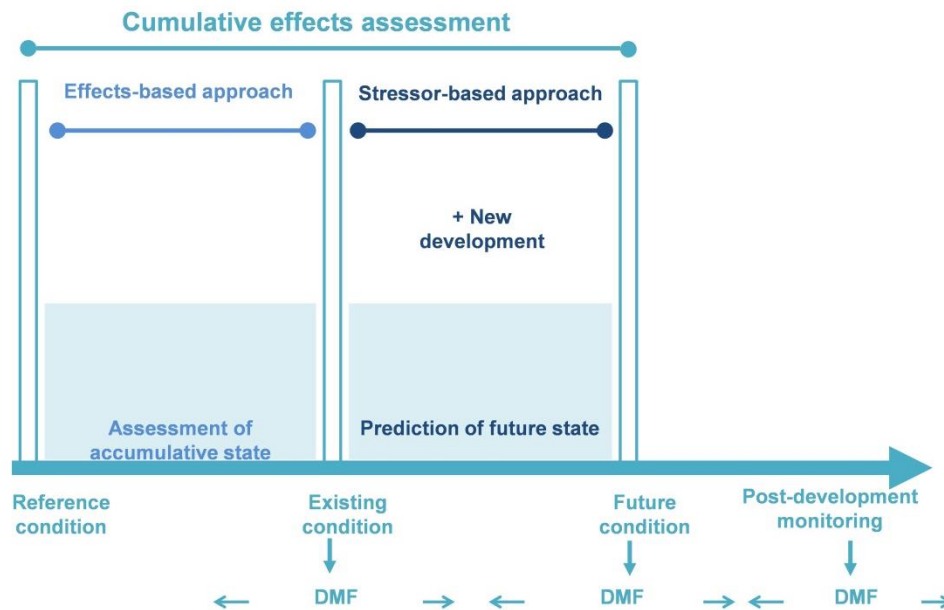 Cumulative effects assessment
Effects-based approach
Stressor-based approach
+ New
development
Assessment of
accumulative state
Prediction of future state
Reference
condition
Existing
condition
Future
condition
Post-development
monitoring
DMF
DMF
DMF